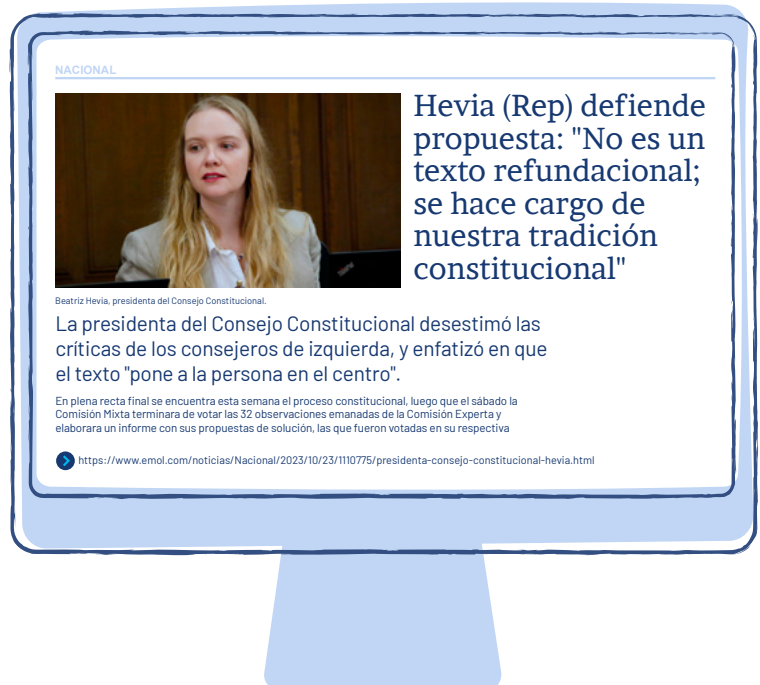 NACIONAL
Hevia (Rep) defiende
propuesta: "No es un
texto refundacional;
se hace cargo de
nuestra tradición
constitucional"
Beatriz Hevia, presidenta del Consejo Constitucional.
La presidenta del Consejo Constitucional desestimó las
críticas de los consejeros de izquierda, y enfatizó en que
el texto "pone a la persona en el centro".
En plena recta final se encuentra esta semana el proceso constitucional, luego que el sábado la
Comisión Mixta terminara de votar las 32 observaciones emanadas de la Comisión Experta y
elaborara un informe con sus propuestas de solución, las que fueron votadas en su respectiva
https://www.emol.com/noticias/Nacional/2023/10/23/1110775/presidenta-consejo-constitucional-hevia.html